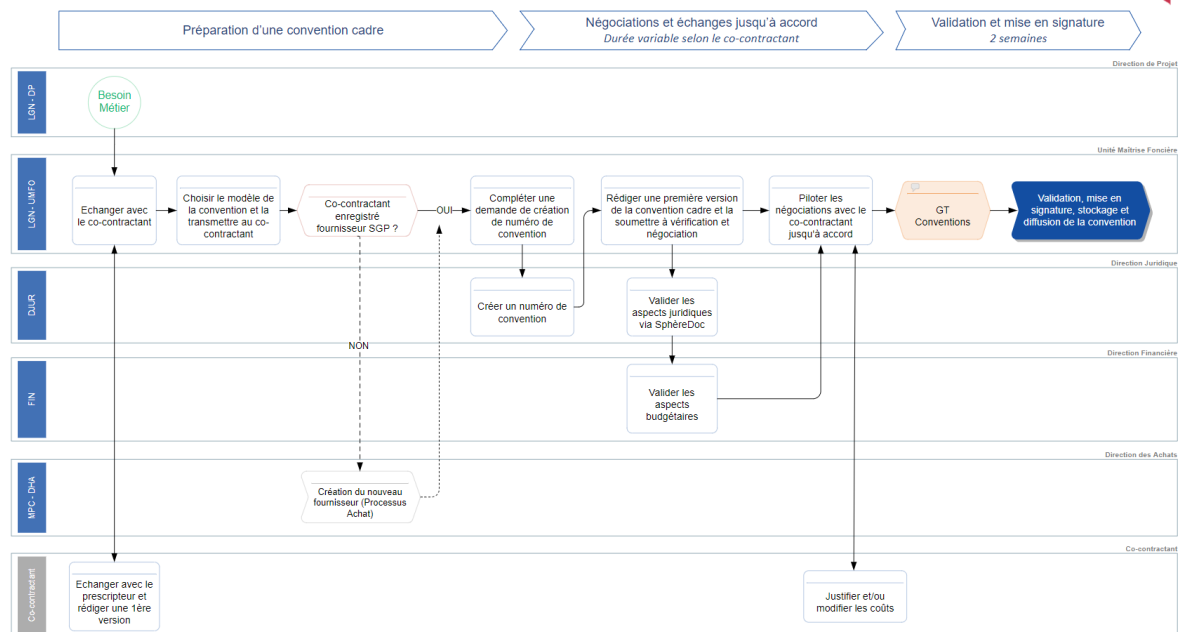 Préparation d'une convention cadre
Négociations et échanges jusqu'à accord
Durée variable selon le co-contractant
Validation et mise en signature
2 semaines
Direction de Projet
LGN - DP
Besoin
Métier
Unité Maîtrise Foncière
LGN - UMFO
Echanger avec
le co-contractant
Choisir le modèle de
la convention et la
transmettre au co-
contractant
Co-contractant
enregistré
fournisseur SGP ?
OUI
Compléter une
demande de création
de numéro de
convention
Rédiger une première version
de la convention cadre et la
soumettre à vérification et
négociation
Piloter les
négociations avec le
co-contractant
jusqu'à accord
GT
Conventions
Validation, mise en
signature, stockage et
diffusion de la convention
Direction Juridique
DJUR
Créer un numéro de
convention
Valider les
aspects juridiques
via SphèreDoc
NON
Direction Financière
FIN
Valider les
aspects
budgétaires
Direction des Achats
MPC - DHA
Création du nouveau
fournisseur (Processus
Achat)
Co-contractant
Co-contractant
Echanger avec le
prescripteur et
rédiger une 1ère
version
Justifier et/ou
modifier les coûts